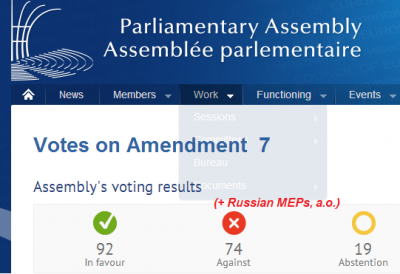 Parliamentary Assembly
Assemblée parlementaire
News Members Work Functioning Events
Sessions
Votes on Amendment 7
Bureau
Assembly's voting results
Documents
(+ Russian MEPs, a.o.)
92 74 19
In favour Against Abstention